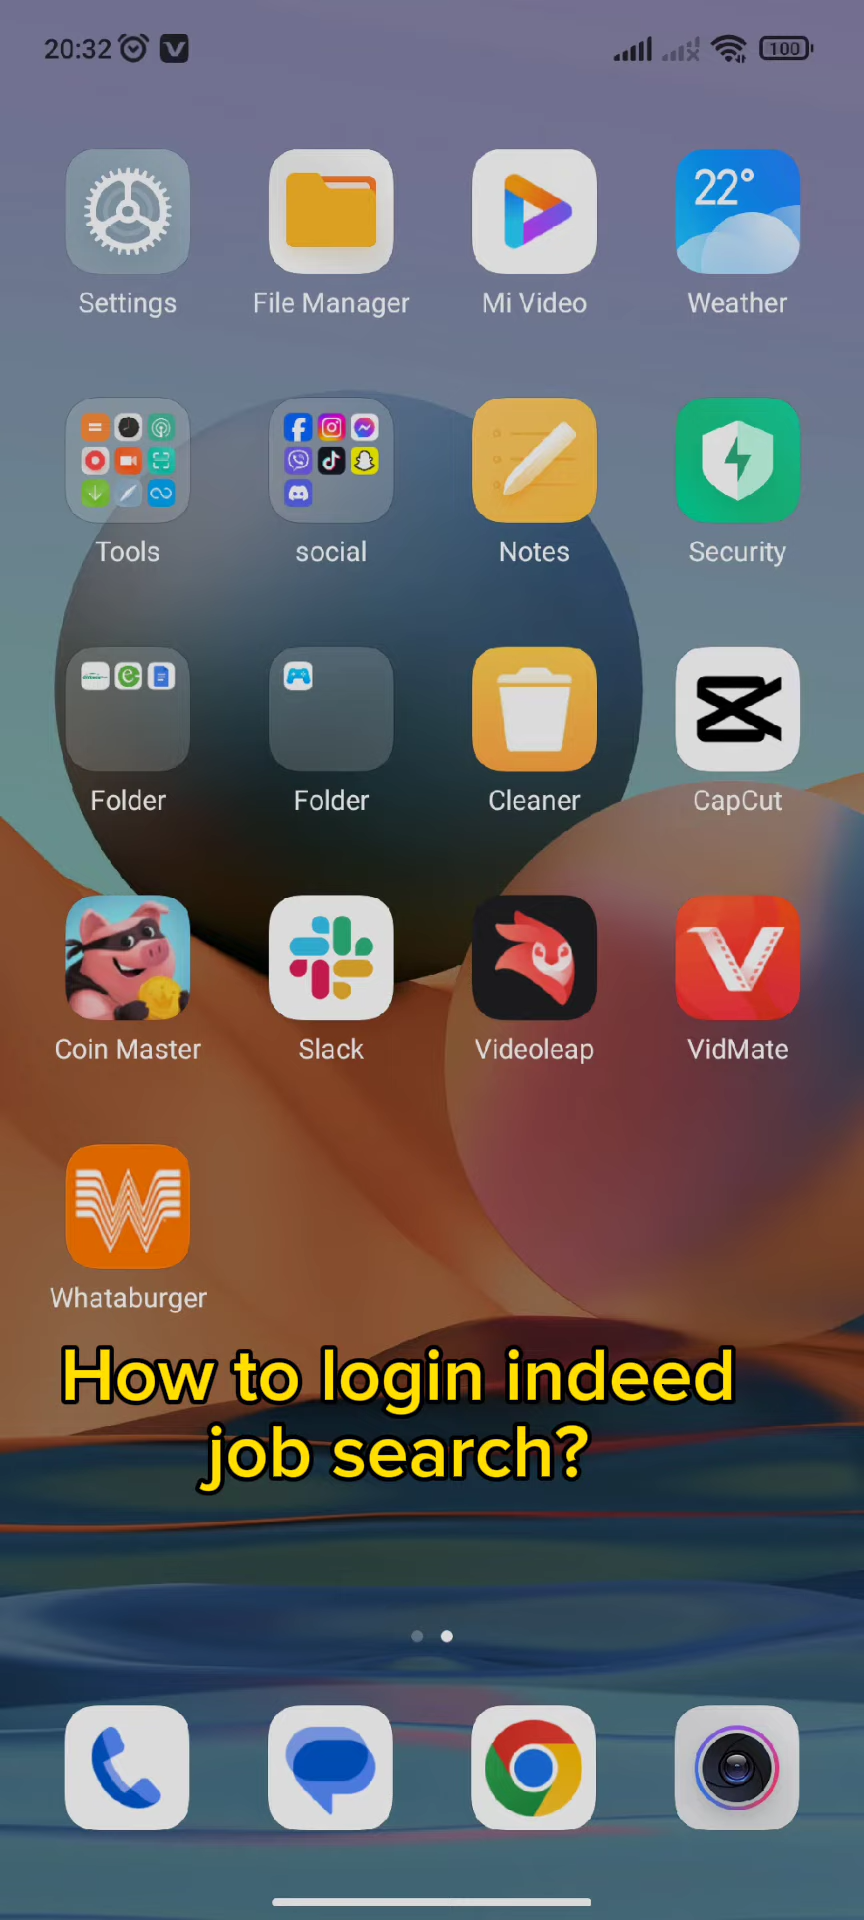 20:32
100
22°
Settings
File Manager
Mi Video
Weather
Tools
social
Notes
Security
Folder
Folder
Cleaner
CapCut
Coin Master
Slack
Videoleap
VidMate
Whataburger
How to login indeed
job search?